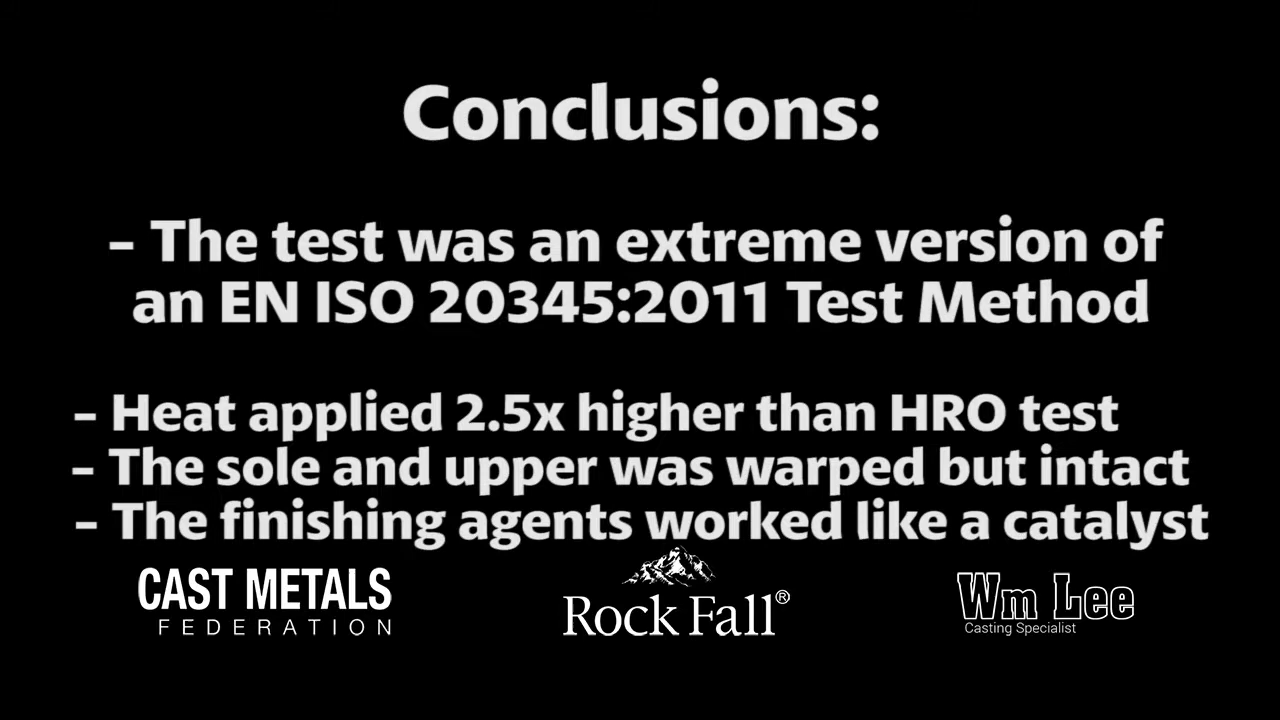 Conclusions:
– The test was an extreme version of
an EN ISO 20345:2011 Test Method
– Heat applied 2.5x higher than HRO test
– The sole and upper was warped but intact
– The finishing agents worked like a catalyst
CAST METALS
FEDERATION
Rock Fall®
Wm Lee
Casting Specialist